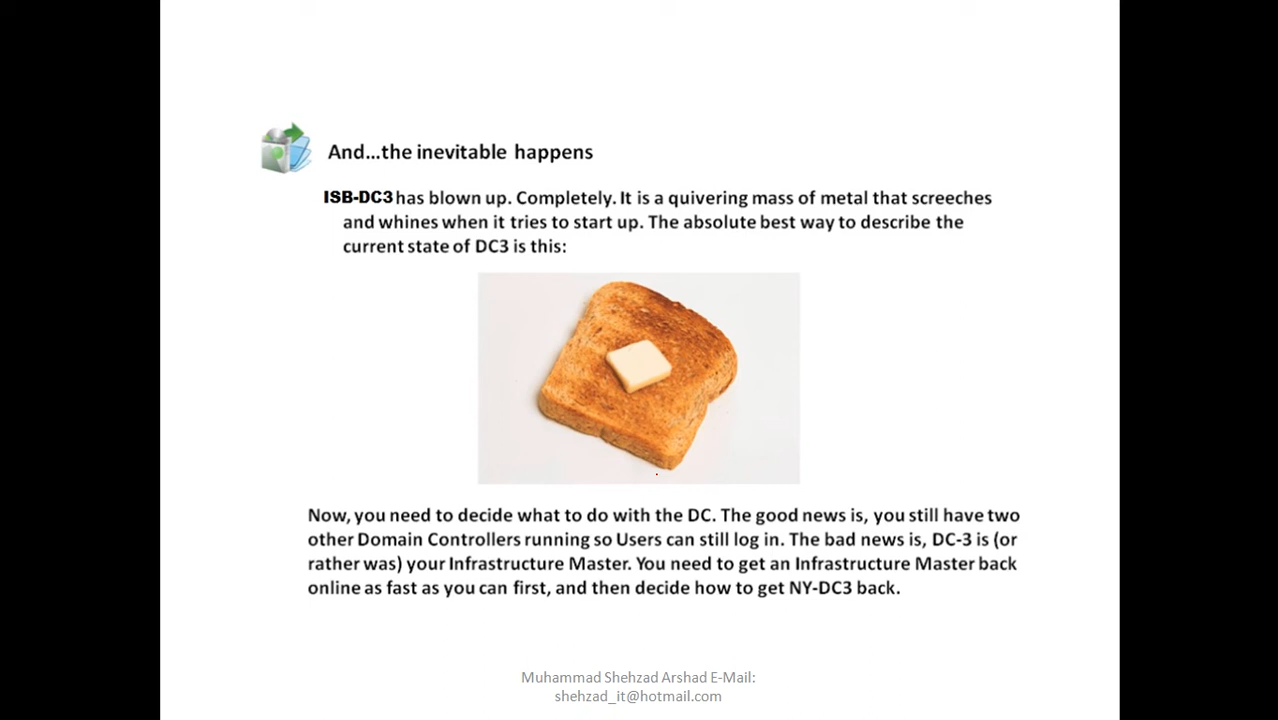 And...the inevitable happens
ISB-DC3 has blown up. Completely. It is a quivering mass of metal that screeches
and whines when it tries to start up. The absolute best way to describe the
current state of DC3 is this:
Now, you need to decide what to do with the DC. The good news is, you still have two
other Domain Controllers running so Users can still log in. The bad news is, DC-3 is (or
rather was) your Infrastructure Master. You need to get an Infrastructure Master back
online as fast as you can first, and then decide how to get NY-DC3 back.
Muhammad Shehzad Arshad E-Mail:
shehzad_it@hotmail.com